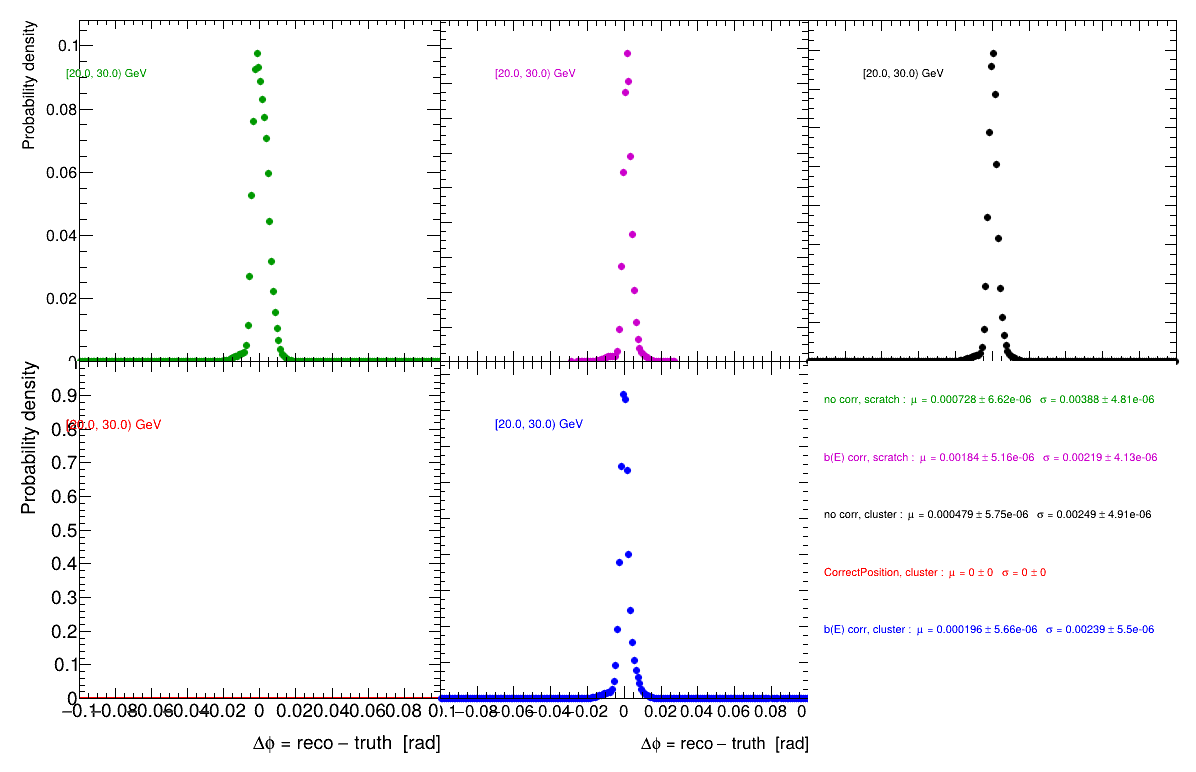 Probability density
0.1
0.08
0.06
0.04
0.02
0
[20.0, 30.0) GeV
[20.0, 30.0) GeV
[20.0, 30.0) GeV
Probability density
0.9
0.8
0.7
0.6
0.5
0.4
0.3
0.2
0.1
0
[20.0, 30.0) GeV
[20.0, 30.0) GeV
−0.1 −0.08 −0.06 −0.04 −0.02 0 0.02 0.04 0.06 0.08 0.1
−0.08 −0.06 −0.04 −0.02 0 0.02 0.04 0.06 0.08
Δϕ = reco − truth [rad]
Δϕ = reco − truth [rad]
no corr, scratch : μ = 0.000728 ± 6.62e-06 σ = 0.00388 ± 4.81e-06
b(E) corr, scratch : μ = 0.00184 ± 5.16e-06 σ = 0.00219 ± 4.13e-06
no corr, cluster : μ = 0.000479 ± 5.75e-06 σ = 0.00249 ± 4.91e-06
CorrectPosition, cluster : μ = 0 ± 0 σ = 0 ± 0
b(E) corr, cluster : μ = 0.000196 ± 5.66e-06 σ = 0.00239 ± 5.5e-06